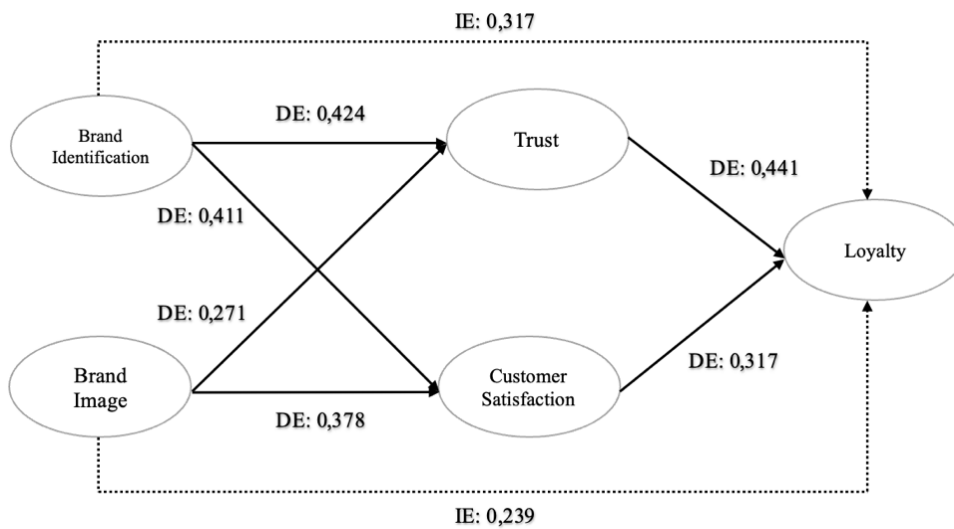 IE: 0,317
Brand
Identification
DE: 0,424
Trust
DE: 0,441
DE: 0,411
Loyalty
DE: 0,271
Brand
Image
DE: 0,378
Customer
Satisfaction
DE: 0,317
IE: 0,239